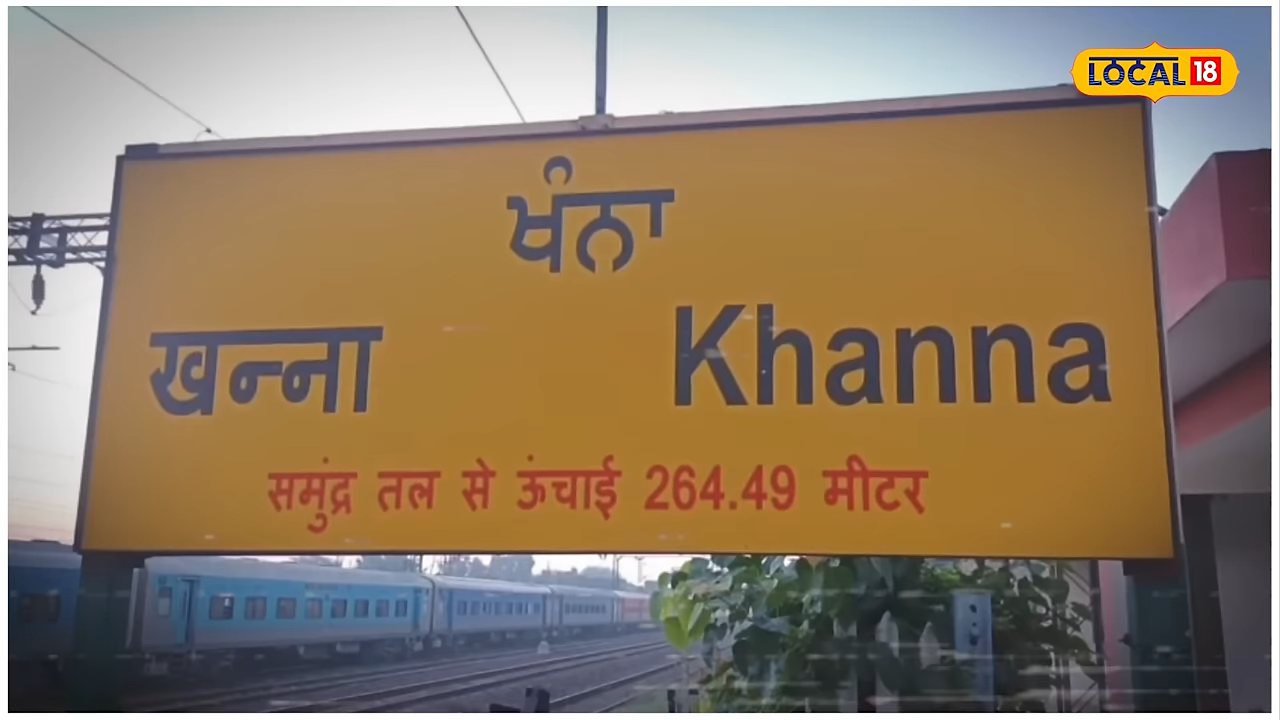 LOCAL 18
ਖੰਨਾ
खन्ना Khanna
समुंद्र तल से ऊंचाई 264.49 मीटर